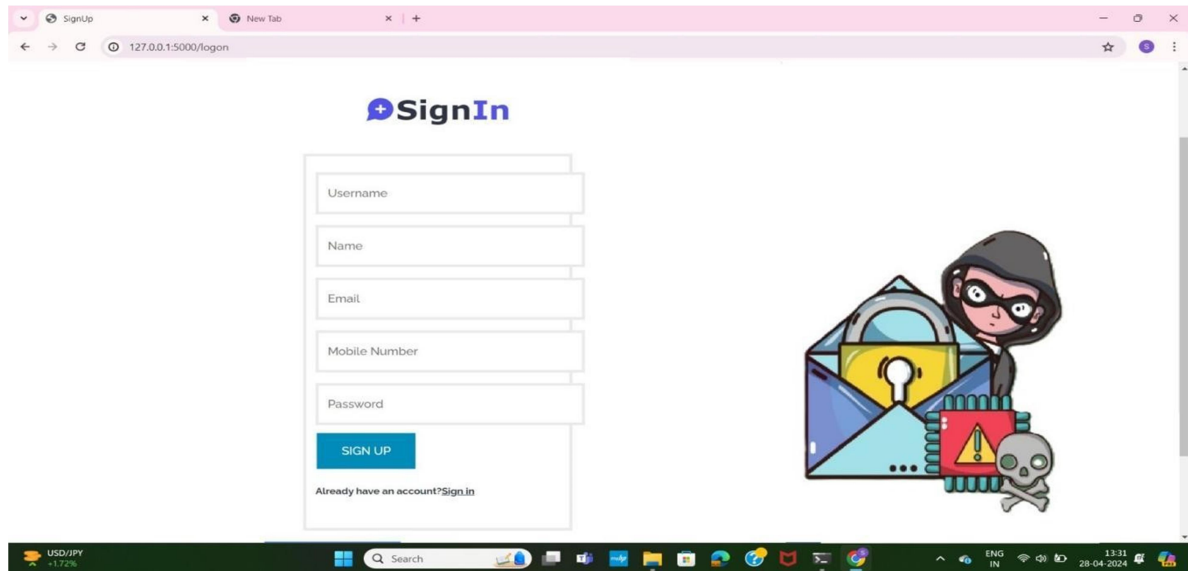 SignUp
New Tab
127.0.0.1:5000/logon
S
SignIn
Username
Name
Email
Mobile Number
Password
SIGN UP
Already have an account?Sign in
USD/JPY
+1.72%
Search
ENG
IN
13:31
28-04-2024